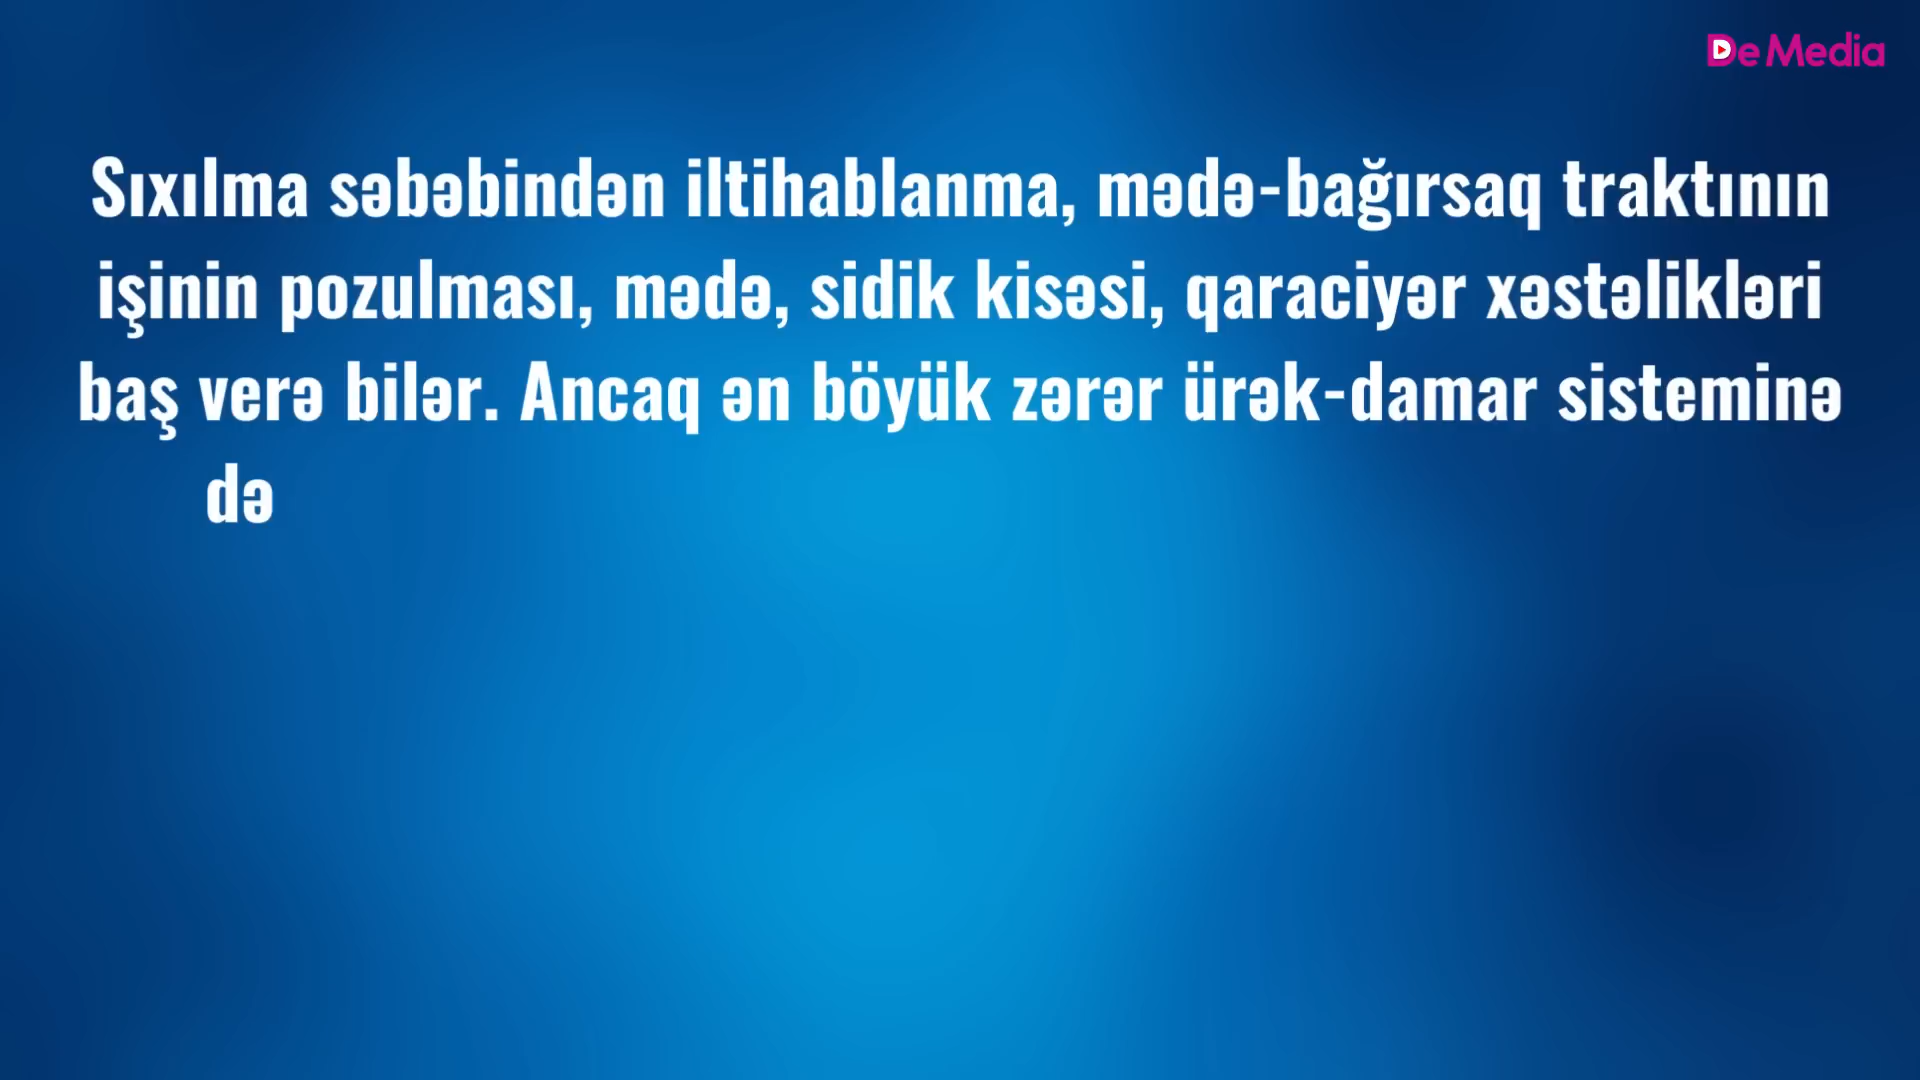 De Media
Sıxılma səbəbindən iltihablanma, mədə-bağırsaq traktının
işinin pozulması, mədə, sidik kisəsi, qaraciyər xəstəlikləri
baş verə bilər. Ancaq ən böyük zərər ürək-damar sisteminə
də